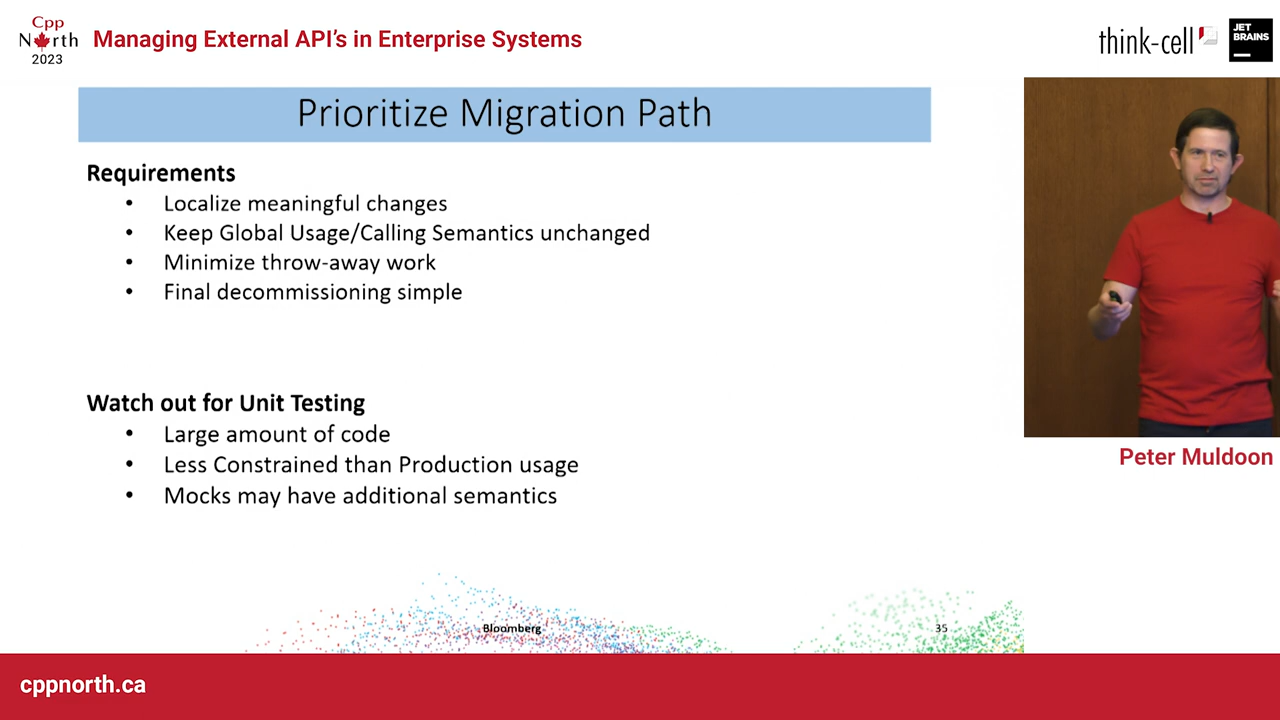 Cpp
North
2023
Managing External API's in Enterprise Systems
think-cell
JET
BRAINS
Prioritize Migration Path
Requirements
• Localize meaningful changes
• Keep Global Usage/Calling Semantics unchanged
• Minimize throw-away work
• Final decommissioning simple
Watch out for Unit Testing
• Large amount of code
• Less Constrained than Production usage
• Mocks may have additional semantics
Peter Muldoon
Bloomberg
35
cppnorth.ca